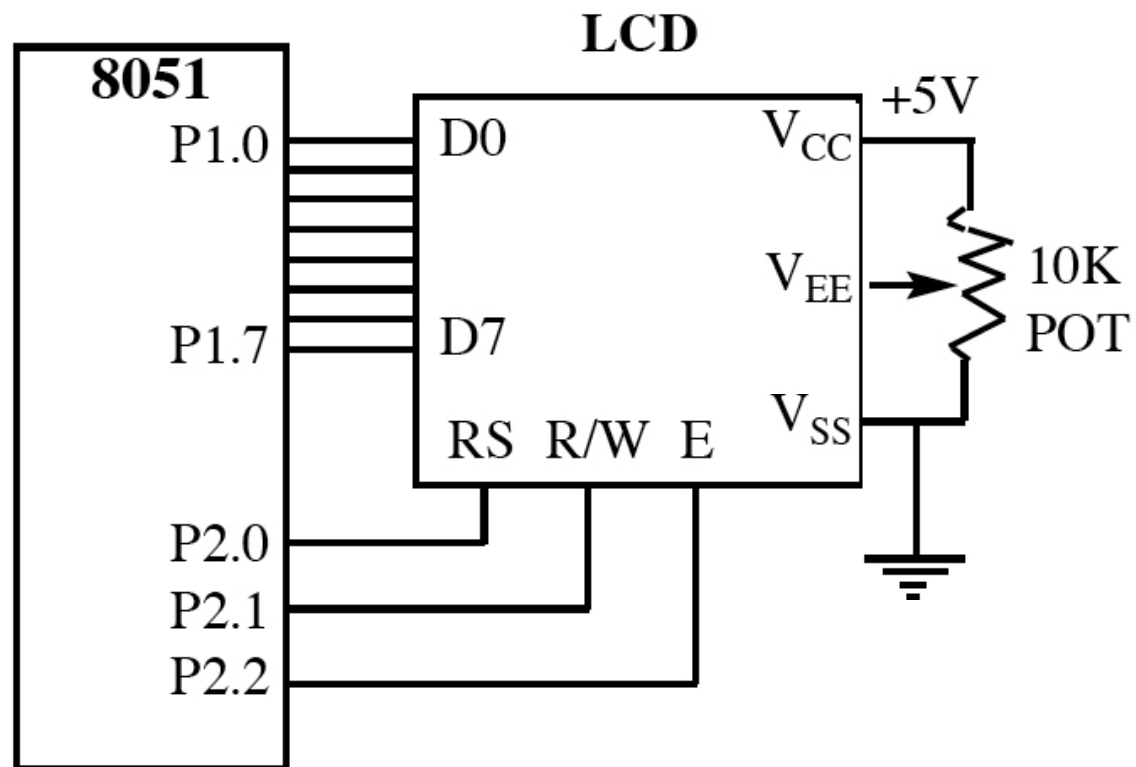 LCD
8051
+5V
P1.0
D0
VCC
VEE
10K
POT
P1.7
D7
VSS
RS R/W E
P2.0
P2.1
P2.2